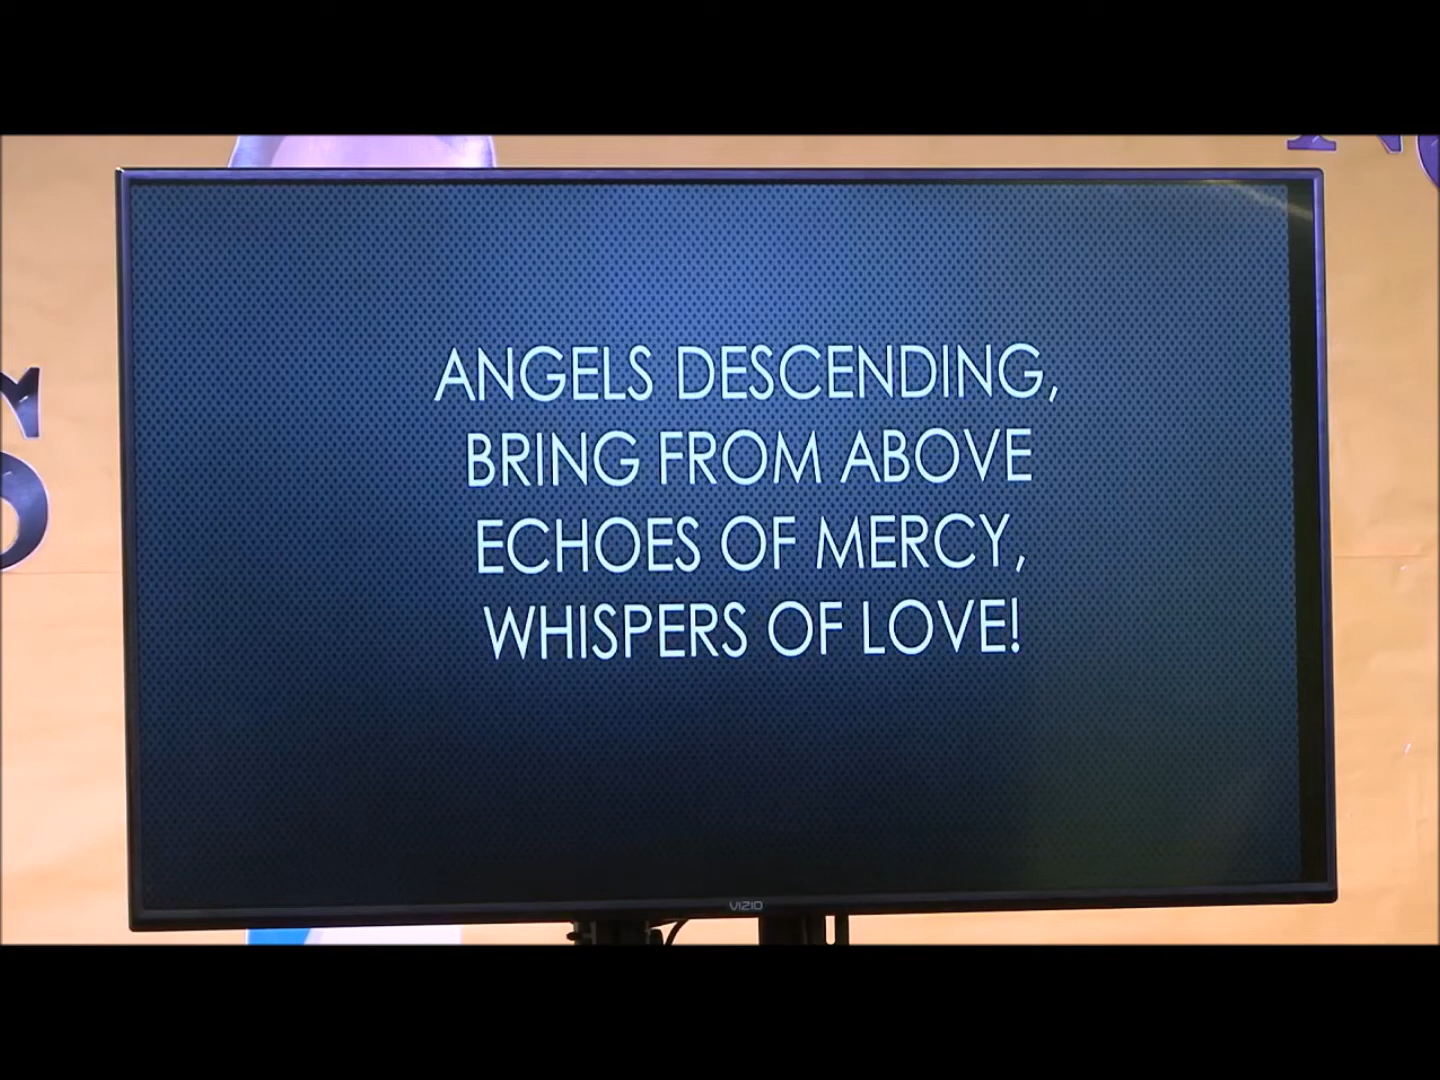 ANGELS DESCENDING,
BRING FROM ABOVE
ECHOES OF MERCY,
WHISPERS OF LOVE!
VIZIO